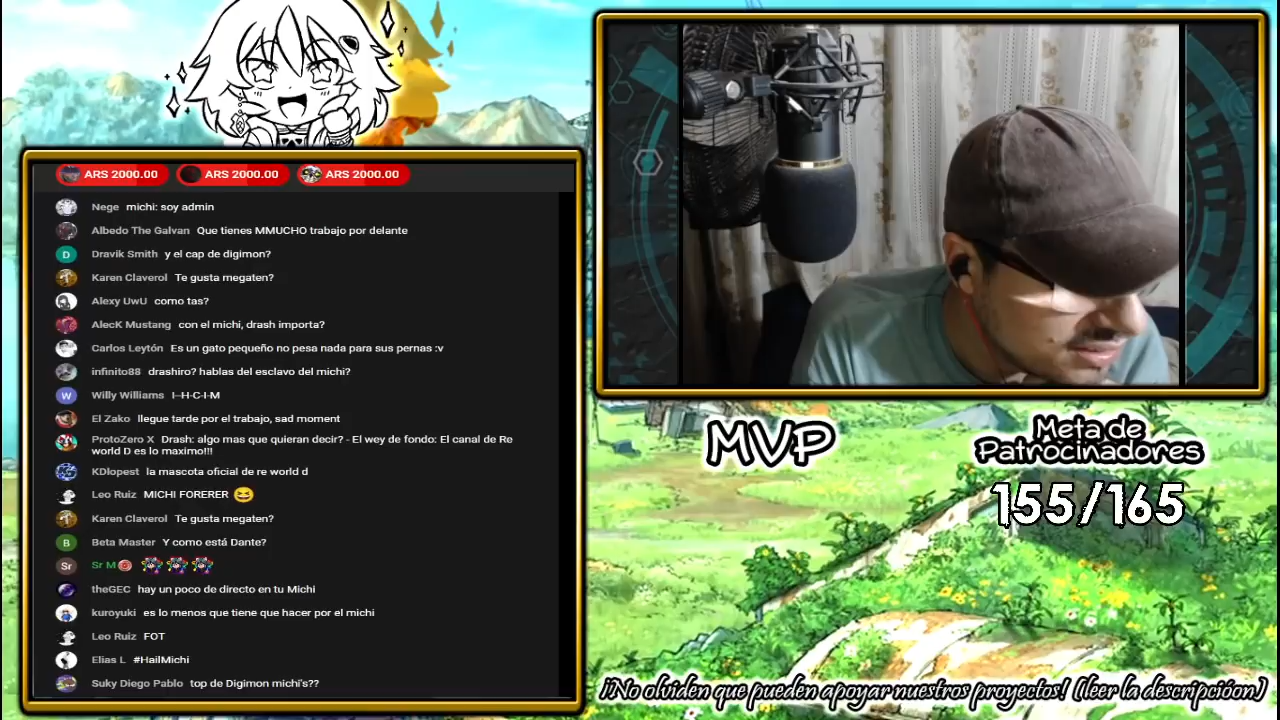 ARS 2000.00 ARS 2000.00 ARS 2000.00
Nege michi: soy admin
Albedo The Galvan Que tienes MMUCHO trabajo por delante
D Dravik Smith y el cap de digimon?
Karen Claverol Te gusta megaten?
Alexy UwU como tas?
AlecK Mustang con el michi, drash importa?
Carlos Leytón Es un gato pequeño no pesa nada para sus pernas :v
infinito88 drashiro? hablas del esclavo del michi?
W Willy Williams I-H-C-I-M
El Zako llegue tarde por el trabajo, sad moment
ProtoZero X Drash: algo mas que quieran decir? - El wey de fondo: El canal de Re
world D es lo maximo!!!
KDlopest la mascota oficial de re world d
Leo Ruiz MICHI FORERER
Karen Claverol Te gusta megaten?
B Beta Master Y como está Dante?
Sr Sr M
theGEC hay un poco de directo en tu Michi
kuroyuki es lo menos que tiene que hacer por el michi
Leo Ruiz FOT
Elias L #HailMichi
Suky Diego Pablo top de Digimon michi's??
MVP
Meta de
Patrocinadores
155/165
¡No olviden que pueden apoyar nuestros proyectos! (leer la descripcióon)